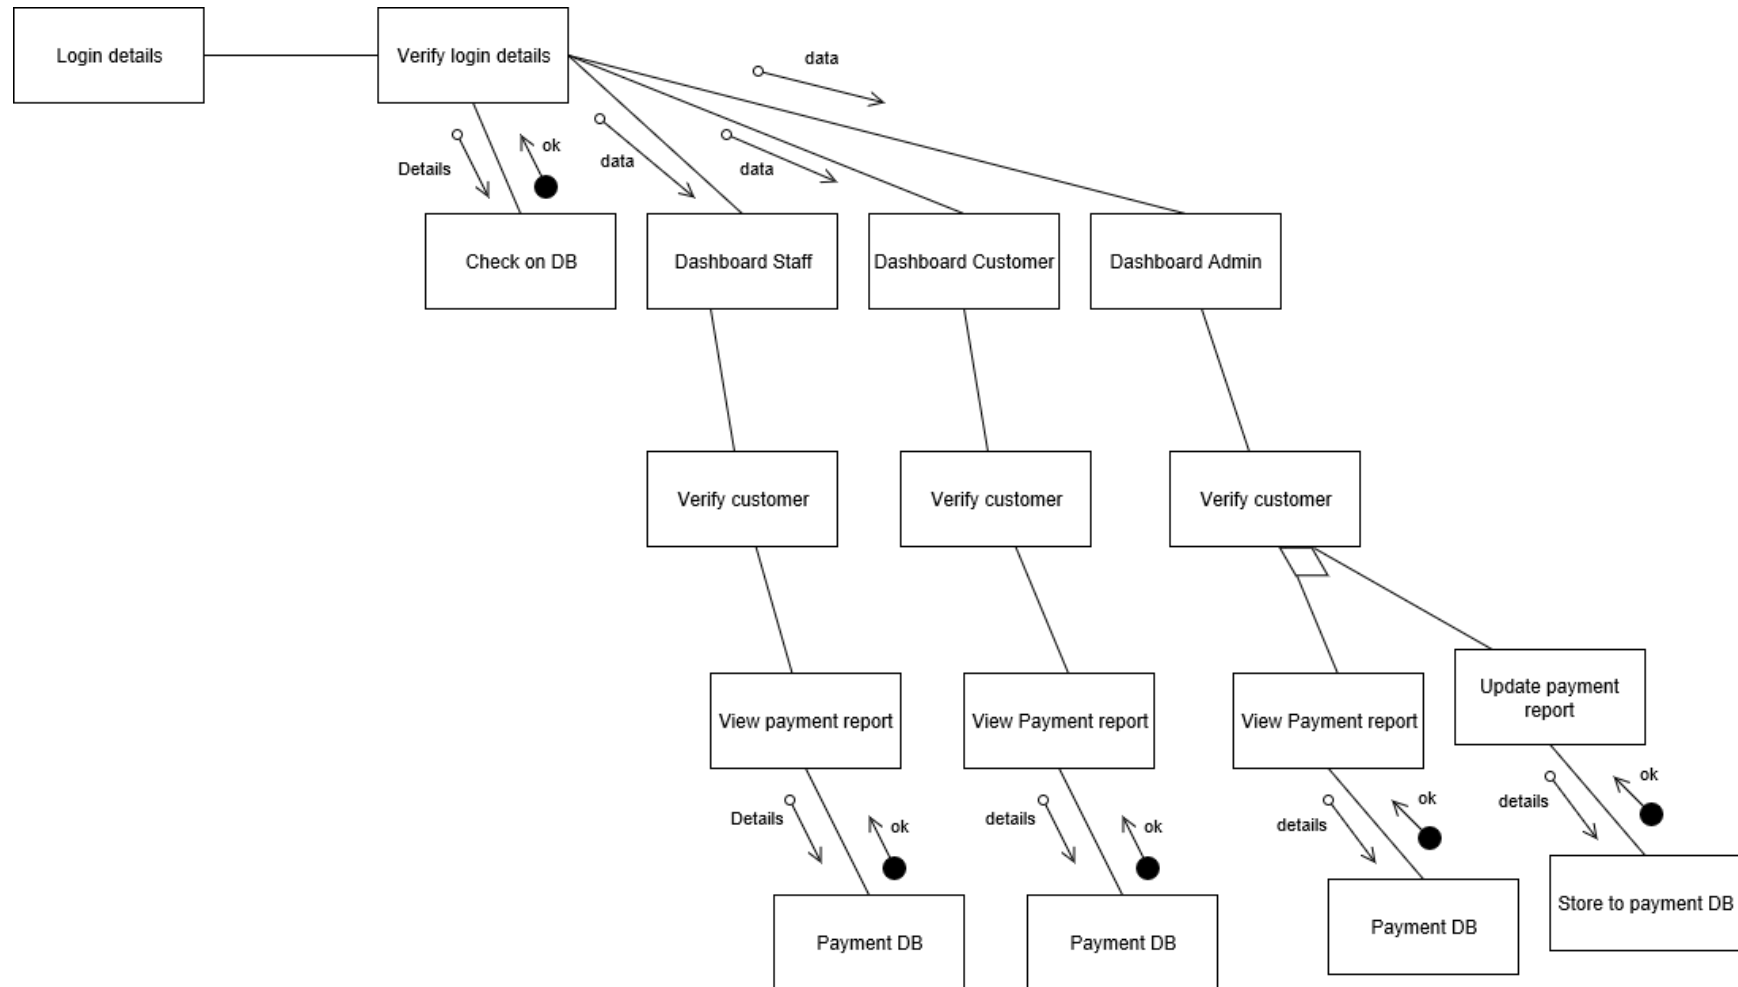 Login details
Verify login details
data
Details
ok
data
data
Check on DB
Dashboard Staff
Dashboard Customer
Dashboard Admin
Verify customer
Verify customer
Verify customer
View payment report
View Payment report
View Payment report
Update payment
report
Details
ok
details
ok
details
ok
details
ok
Payment DB
Payment DB
Payment DB
Store to payment DB